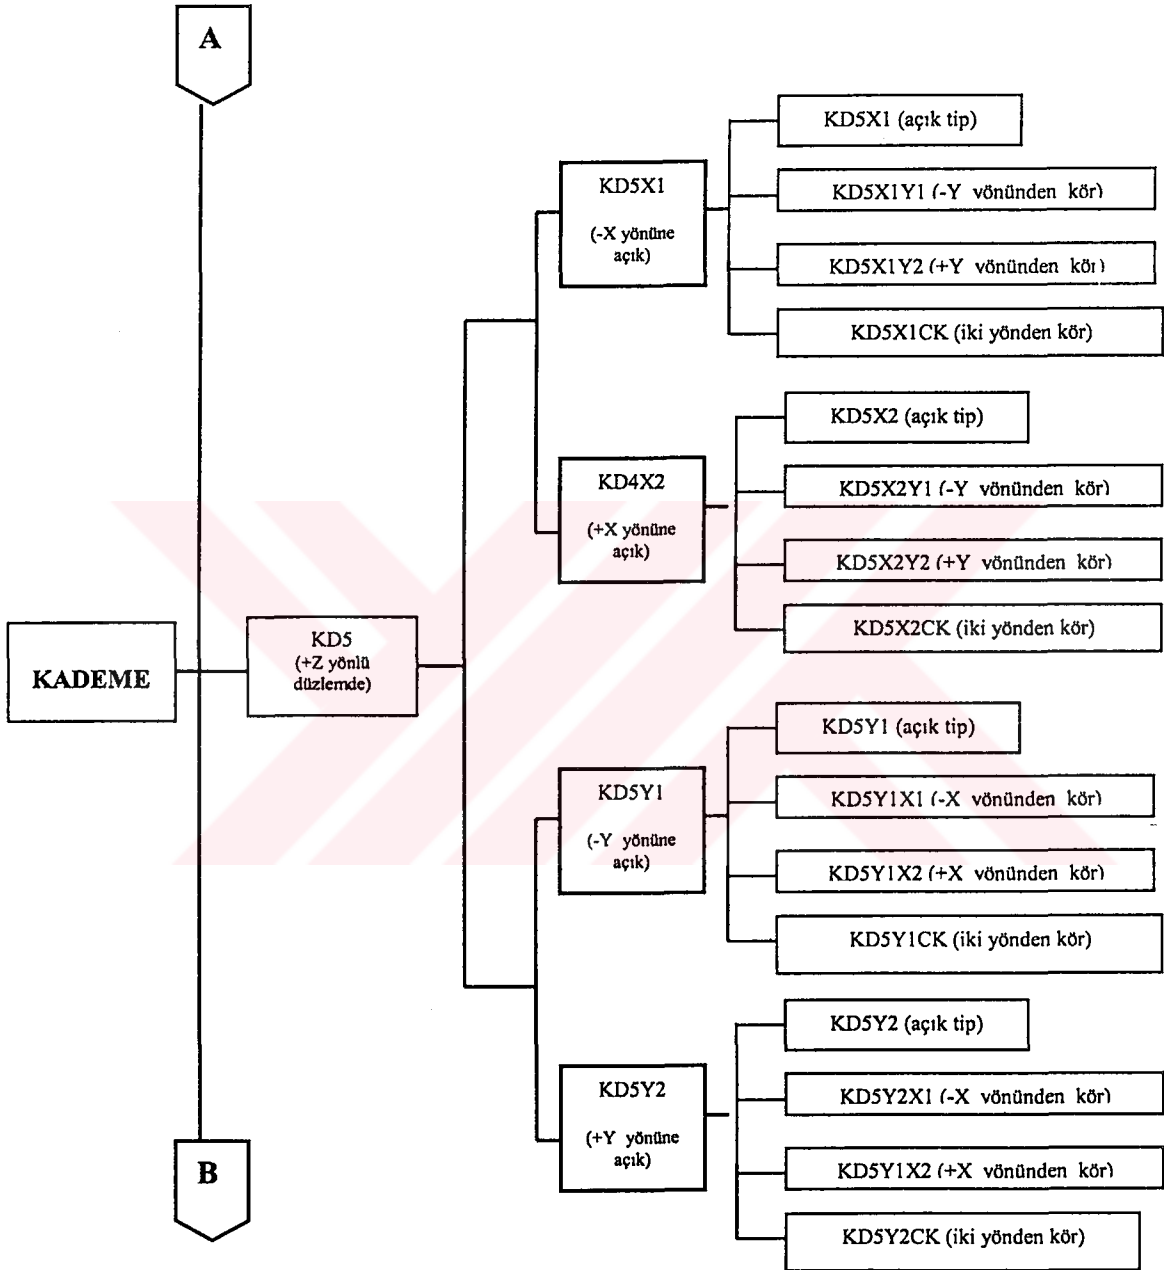 A
KD5X1
(-X yönüne
açık)
KD5X1 (açık tip)
KD5X1Y1 (-Y yönünden kör)
KD5X1Y2 (+Y yönünden kör)
KD5X1CK (iki yönden kör)
KD4X2
(+X yönüne
açık)
KD5X2 (açık tip)
KD5X2Y1 (-Y yönünden kör)
KD5X2Y2 (+Y yönünden kör)
KD5X2CK (iki yönden kör)
KADEME
KD5
(+Z yönlü
düzlemde)
KD5Y1
(-Y yönüne
açık)
KD5Y1 (açık tip)
KD5Y1X1 (-X yönünden kör)
KD5Y1X2 (+X yönünden kör)
KD5Y1CK (iki yönden kör)
KD5Y2
(+Y yönüne
açık)
KD5Y2 (açık tip)
KD5Y2X1 (-X yönünden kör)
KD5Y1X2 (+X yönünden kör)
KD5Y2CK (iki yönden kör)
B